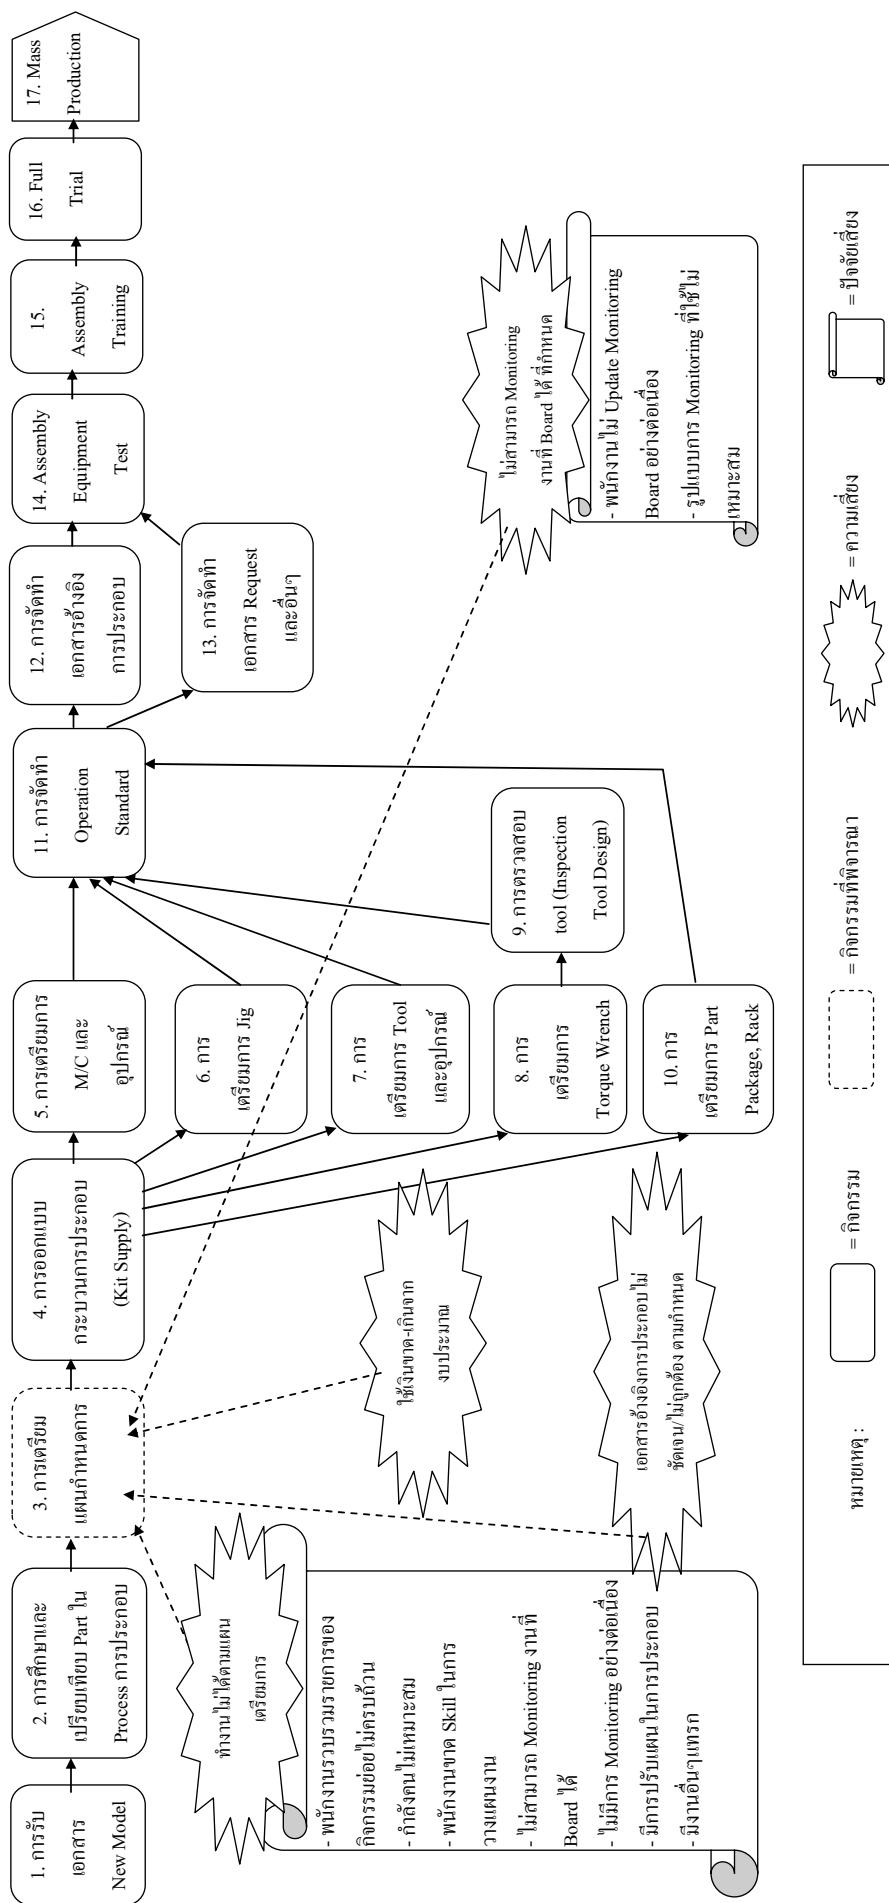 1. การรับ
เอกสาร
New Model
2. การศึกษาและ
เปรียบเทียบ Part ใน
Process การประกอบ
3. การเตรียม
แผนกำหนดการ
4. การออกแบบ
กระบวนการประกอบ
(Kit Supply)
5. การเตรียมการ
M/C และ
อุปกรณ์
6. การ
เตรียมการ Jig
7. การ
เตรียมการ Tool
และอุปกรณ์
8. การ
เตรียมการ
Torque Wrench
9. การตรวจสอบ
tool (Inspection
Tool Design)
10. การ
เตรียมการ Part
Package, Rack
11. การจัดทำ
Operation
Standard
12. การจัดทำ
เอกสารอ้างอิง
การประกอบ
13. การจัดทำ
เอกสาร Request
และอื่นๆ
14. Assembly
Equipment
Test
15.
Assembly
Training
16. Full
Trial
17. Mass
Production
ทำงานไม่ได้ตามแผน
เตรียมการ
- พนักงานรวบรวมรายการของ
กิจกรรมย่อยไม่ครบถ้วน
- กำลังคนไม่เหมาะสม
- พนักงานขาด Skill ในการ
วางแผนงาน
- ไม่สามารถ Monitoring งานที่
Board ได้
- ไม่มีการ Monitoring อย่างต่อเนื่อง
- มีการปรับแผนในการประกอบ
- มีงานอื่นๆแทรก
ใช้เงินขาด-เกินจาก
งบประมาณ
เอกสารอ้างอิงการประกอบไม่
ชัดเจน/ไม่ถูกต้อง ตามกำหนด
ไม่สามารถ Monitoring
งานที่ Board ได้ ที่กำหนด
- พนักงานไม่ Update Monitoring
Board อย่างต่อเนื่อง
- รูปแบบการ Monitoring ที่ใช้ไม่
เหมาะสม
หมายเหตุ :
= กิจกรรม
= กิจกรรมที่พิจารณา
= ความเสี่ยง
= ปัจจัยเสี่ยง